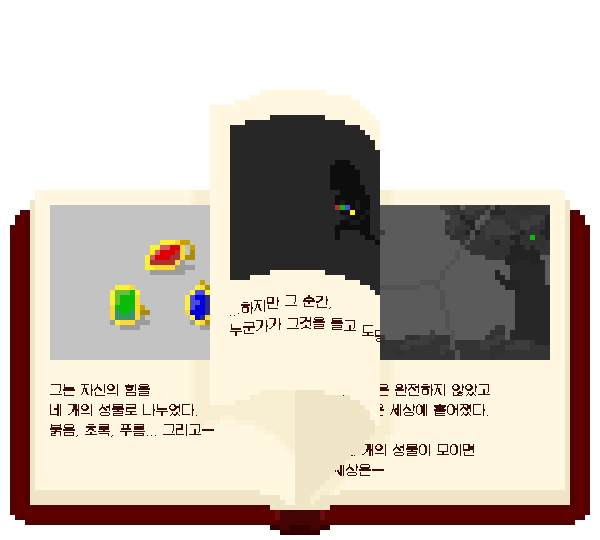 그는 자신의 힘을
네 개의 성물로 나누었다.
붉음, 초록, 푸름... 그리고—
...하지만 그 순간,
누군가가 그것을 들고
은 완전하지 않았고
은 세상에 흩어졌다.
개의 성물이 모이면
세상은—